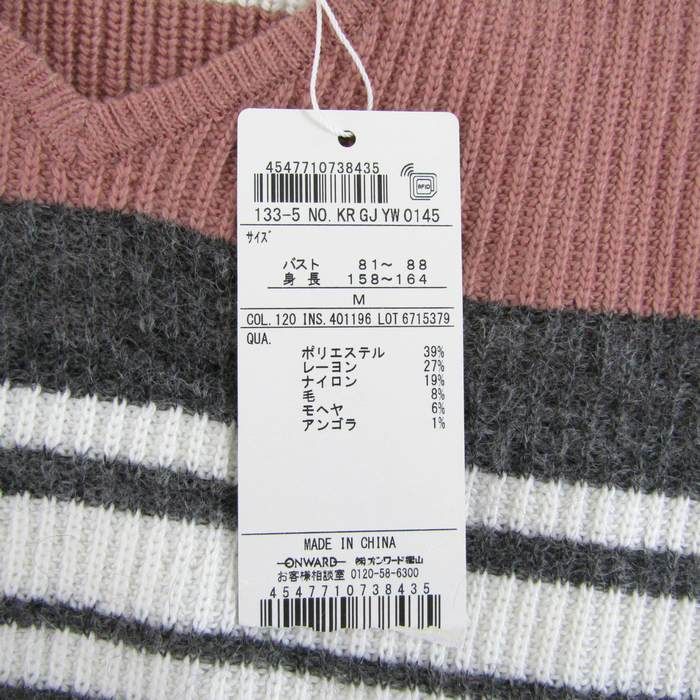 4547710738435
RFID
133-5 NO. KR GJ YW 0145
サイズ
バスト 81～ 88
身長 158～164
M
COL. 120 INS. 401196 LOT 6715379
QUA.
ポリエステル 39%
レーヨン 27%
ナイロン 19%
毛 8%
モヘヤ 6%
アンゴラ 1%
MADE IN CHINA
ONWARD ㈱オンワード樫山
お客様相談室 0120-58-6300
4547710738435